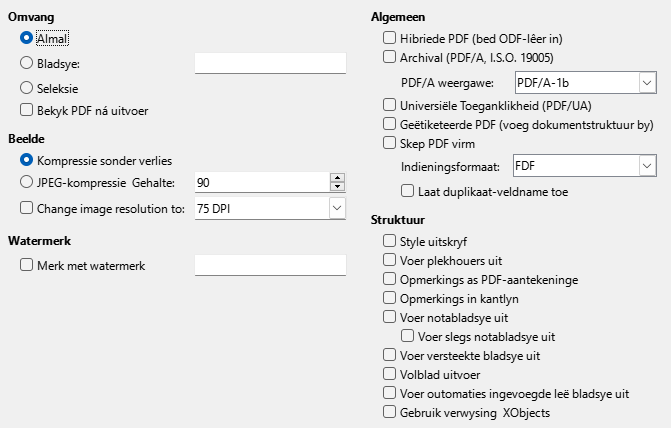 Omvang
Almal
Bladsye:
Seleksie
Bekyk PDF ná uitvoer
Beelde
Kompressie sonder verlies
JPEG-kompressie Gehalte: 90
Change image resolution to: 75 DPI
Watermerk
Merk met watermerk
Algemeen
Hibriede PDF (bed ODF-lêer in)
Archival (PDF/A, I.S.O. 19005)
PDF/A weergawe: PDF/A-1b
Universiële Toeganklikheid (PDF/UA)
Geëtiketeerde PDF (voeg dokumentstruktuur by)
Skep PDF virm
Indieningsformaat: FDF
Laat duplikaat-veldname toe
Struktuur
Style uitskryf
Voer plekhouers uit
Opmerkings as PDF-aantekeninge
Opmerkings in kantlyn
Voer notabladsye uit
Voer slegs notabladsye uit
Voer versteekte bladsye uit
Volblad uitvoer
Voer outomaties ingevoegde leë bladsye uit
Gebruik verwysing XObjects